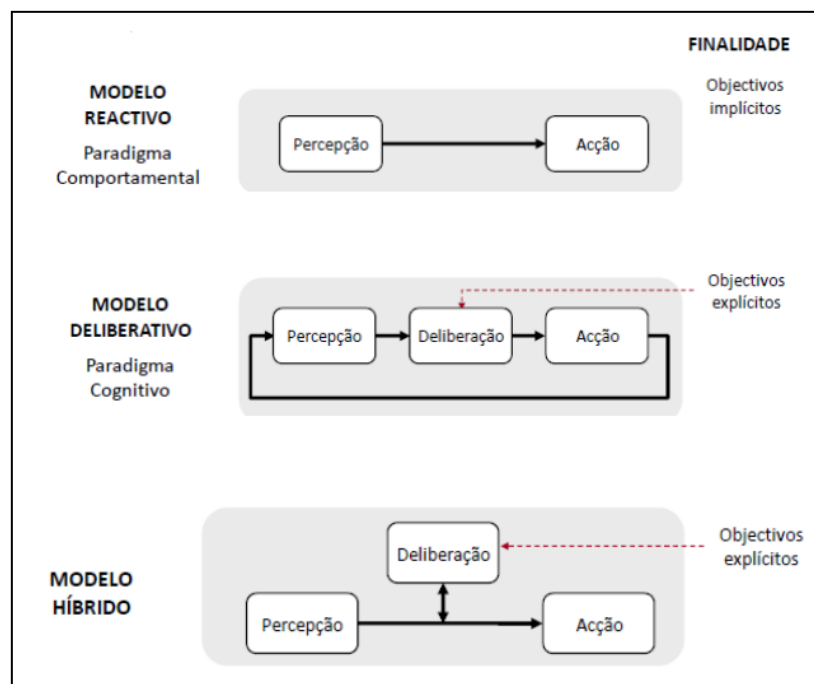 FINALIDADE
MODELO
REACTIVO
Paradigma
Comportamental
Percepção
Acção
Objectivos
implícitos
MODELO
DELIBERATIVO
Paradigma
Cognitivo
Percepção
Deliberação
Acção
Objectivos
explícitos
MODELO
HÍBRIDO
Deliberação
Percepção
Acção
Objectivos
explícitos